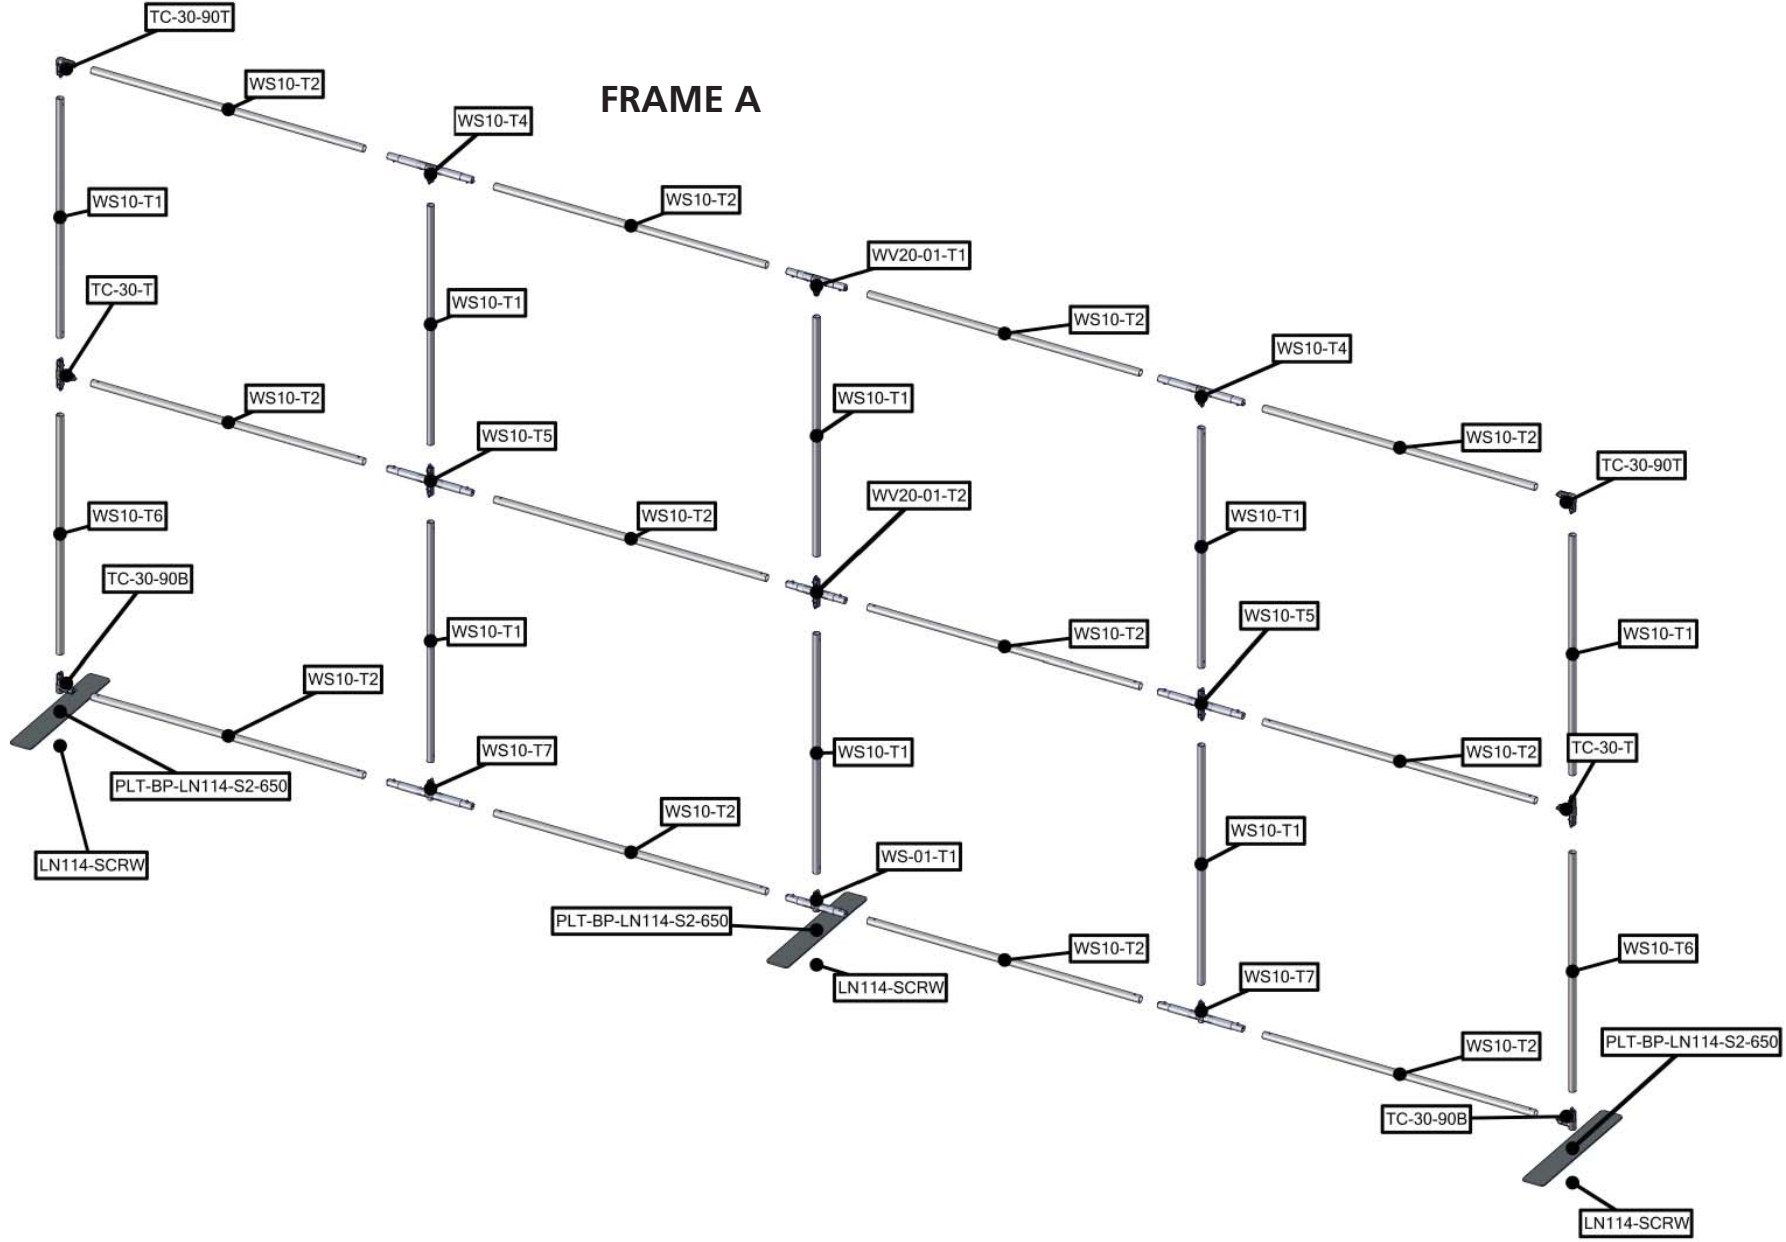 TC-30-90T
WS10-T2
FRAME A
WS10-T4
WS10-T1
WS10-T2
WV20-01-T1
TC-30-T
WS10-T1
WS10-T2
WS10-T4
WS10-T2
WS10-T1
WS10-T5
WS10-T2
TC-30-90T
WS10-T6
WS10-T2
WV20-01-T2
WS10-T1
TC-30-90B
WS10-T1
WS10-T2
WS10-T5
WS10-T1
WS10-T2
WS10-T7
WS10-T1
WS10-T2
TC-30-T
PLT-BP-LN114-S2-650
WS10-T2
WS10-T1
LN114-SCRW
WS-01-T1
PLT-BP-LN114-S2-650
WS10-T2
WS10-T6
LN114-SCRW
WS10-T7
WS10-T2
PLT-BP-LN114-S2-650
TC-30-90B
LN114-SCRW